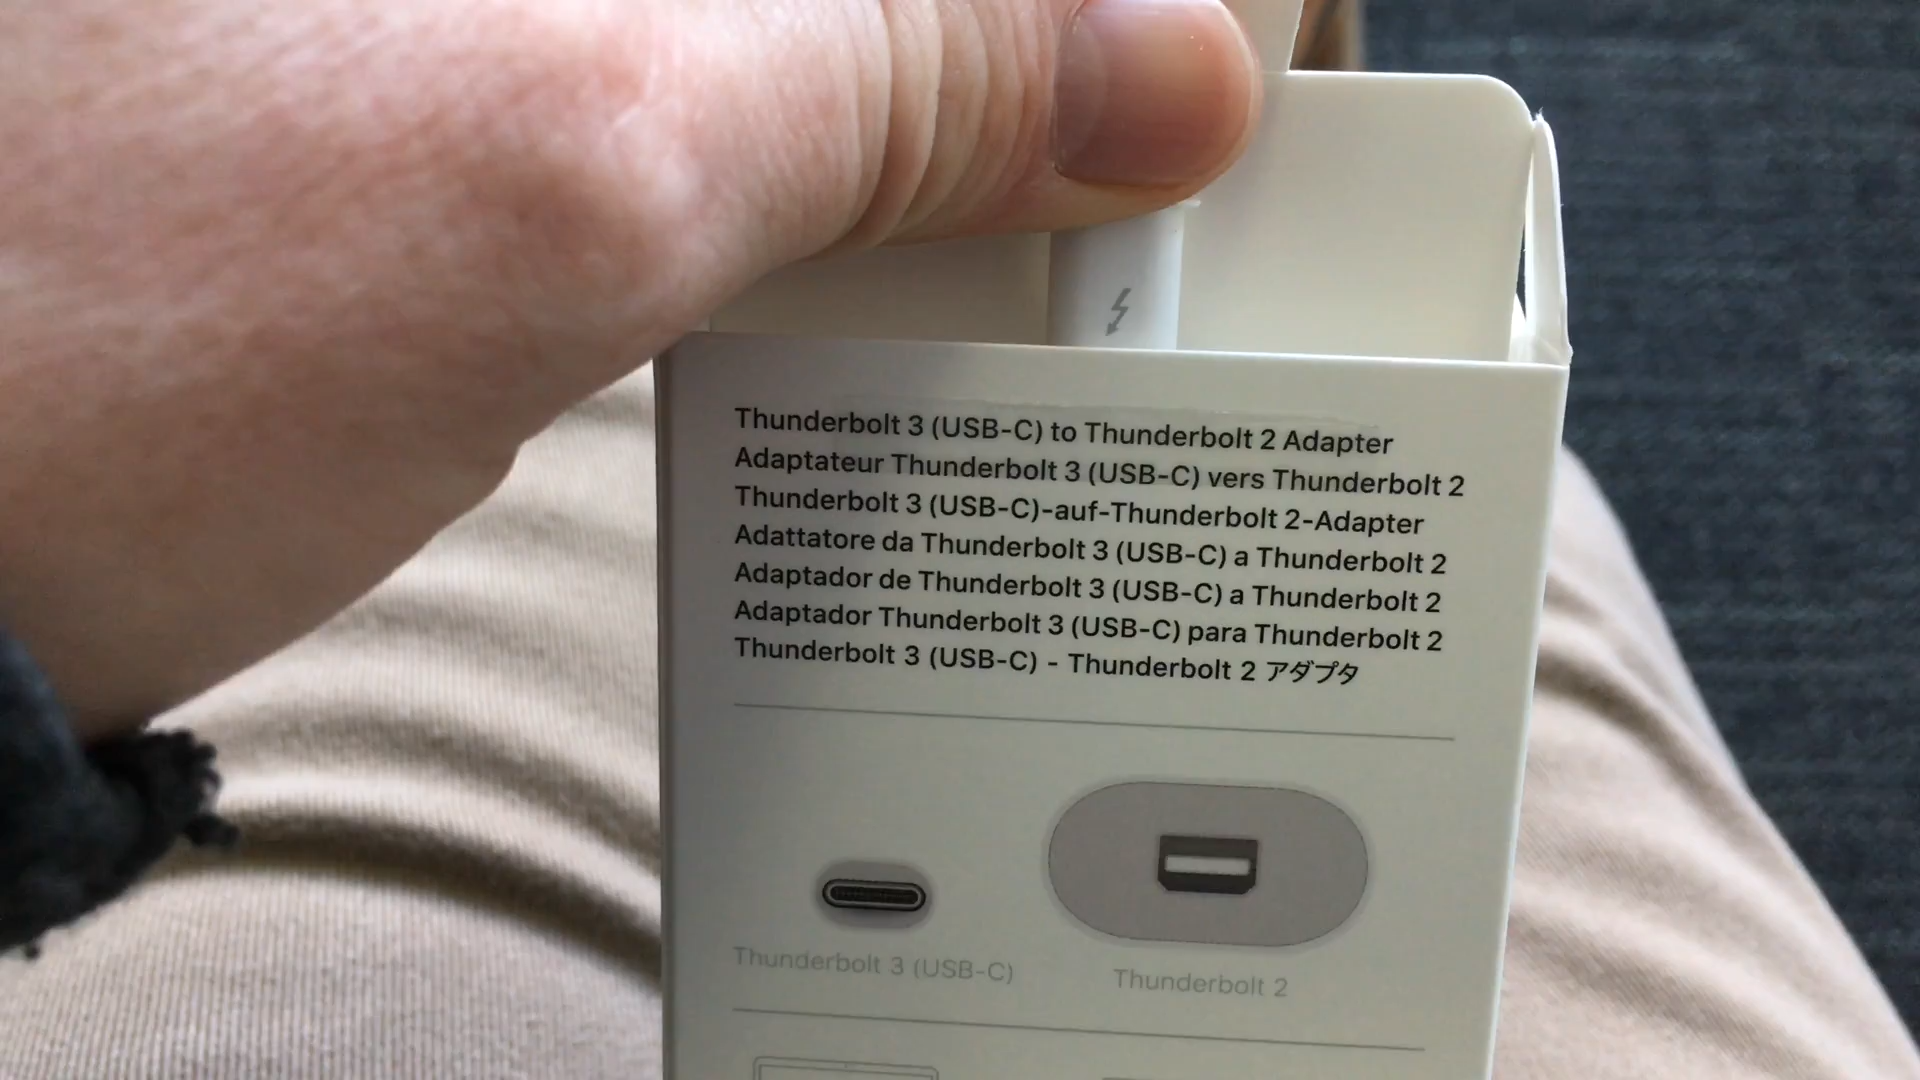 Thunderbolt 3 (USB-C) to Thunderbolt 2 Adapter
Adaptateur Thunderbolt 3 (USB-C) vers Thunderbolt 2
Thunderbolt 3 (USB-C)-auf-Thunderbolt 2-Adapter
Adattatore da Thunderbolt 3 (USB-C) a Thunderbolt 2
Adaptador de Thunderbolt 3 (USB-C) a Thunderbolt 2
Adaptador Thunderbolt 3 (USB-C) para Thunderbolt 2
Thunderbolt 3 (USB-C) - Thunderbolt 2 アダプタ
Thunderbolt 3 (USB-C)
Thunderbolt 2